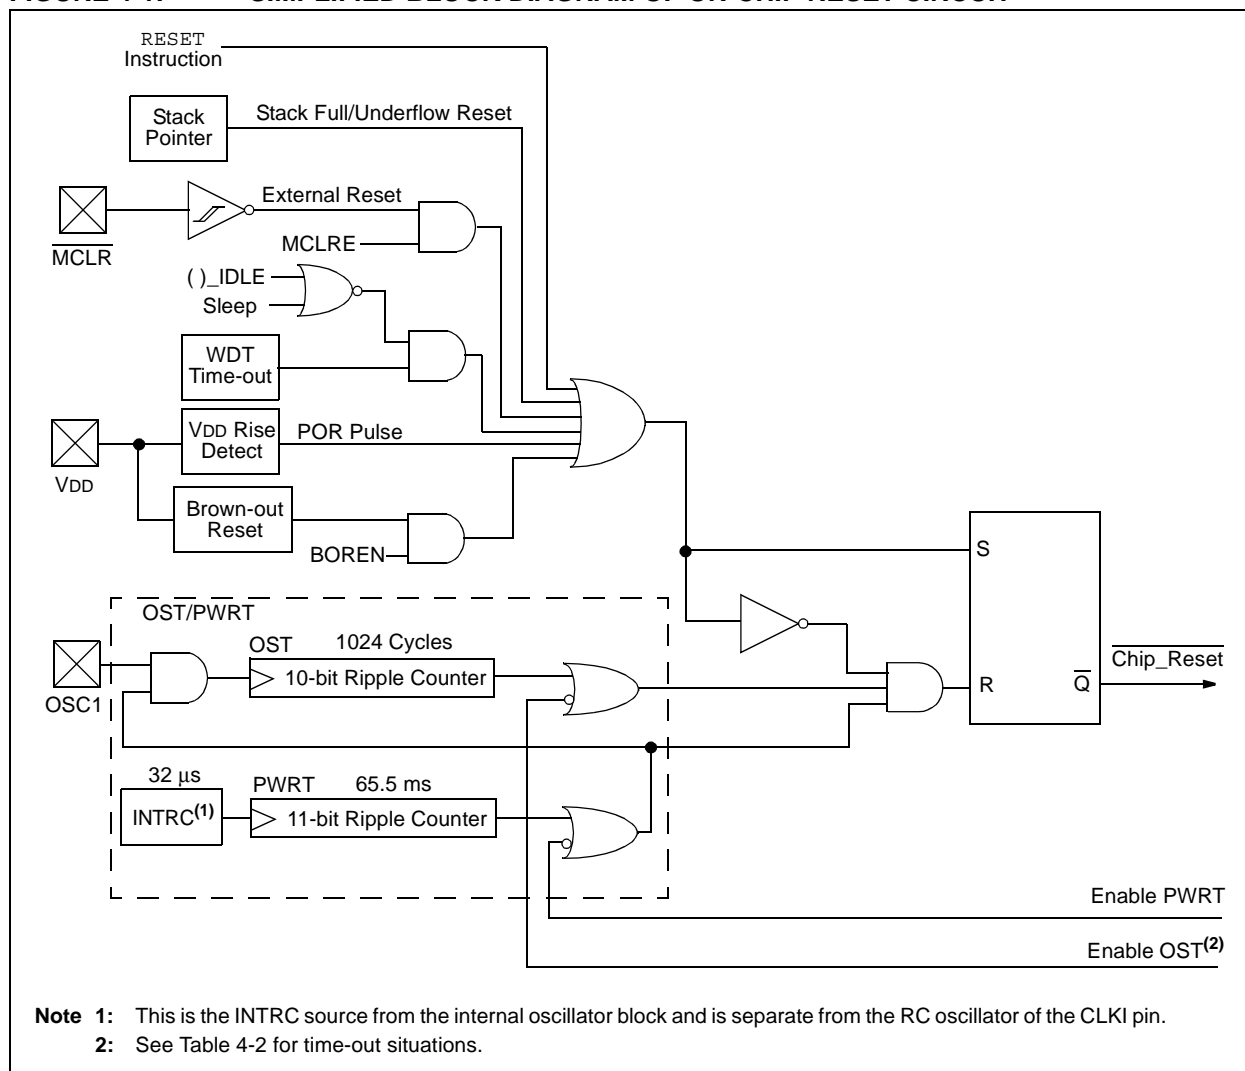 RESET
Instruction
Stack
Pointer
Stack Full/Underflow Reset
External Reset
MCLR
MCLRE
( )_IDLE
Sleep
WDT
Time-out
VDD Rise
Detect
POR Pulse
VDD
Brown-out
Reset
BOREN
S
OST/PWRT
OST
1024 Cycles
10-bit Ripple Counter
OSC1
R
Q
Chip_Reset
32 μs
PWRT
65.5 ms
INTRC(1)
11-bit Ripple Counter
Enable PWRT
Enable OST(2)
Note 1: This is the INTRC source from the internal oscillator block and is separate from the RC oscillator of the CLKI pin.
2: See Table 4-2 for time-out situations.